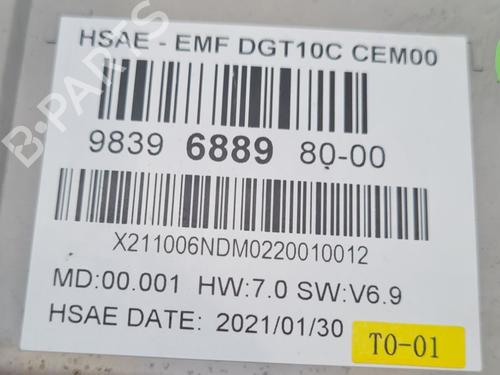 HSAE - EMF DGT10C CEM00
9839 6889 80-00
X211006NDM0220010012
MD:00.001 HW:7.0 SW:V6.9
HSAE DATE: 2021/01/30
TO-01
B-PARTS